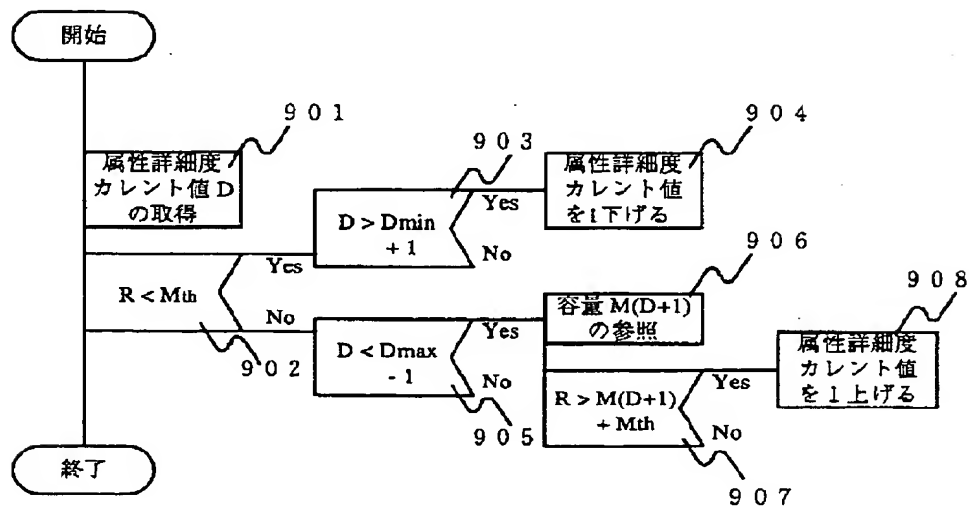 開始
901
属性詳細度
カレント値 D
の取得
903
D > Dmin
+ 1
Yes
No
904
属性詳細度
カレント値
を1下げる
R < Mth
Yes
No
902
D < Dmax
- 1
Yes
No
905
906
容量 M(D+1)
の参照
R > M(D+1)
+ Mth
Yes
No
907
908
属性詳細度
カレント値
を1上げる
終了